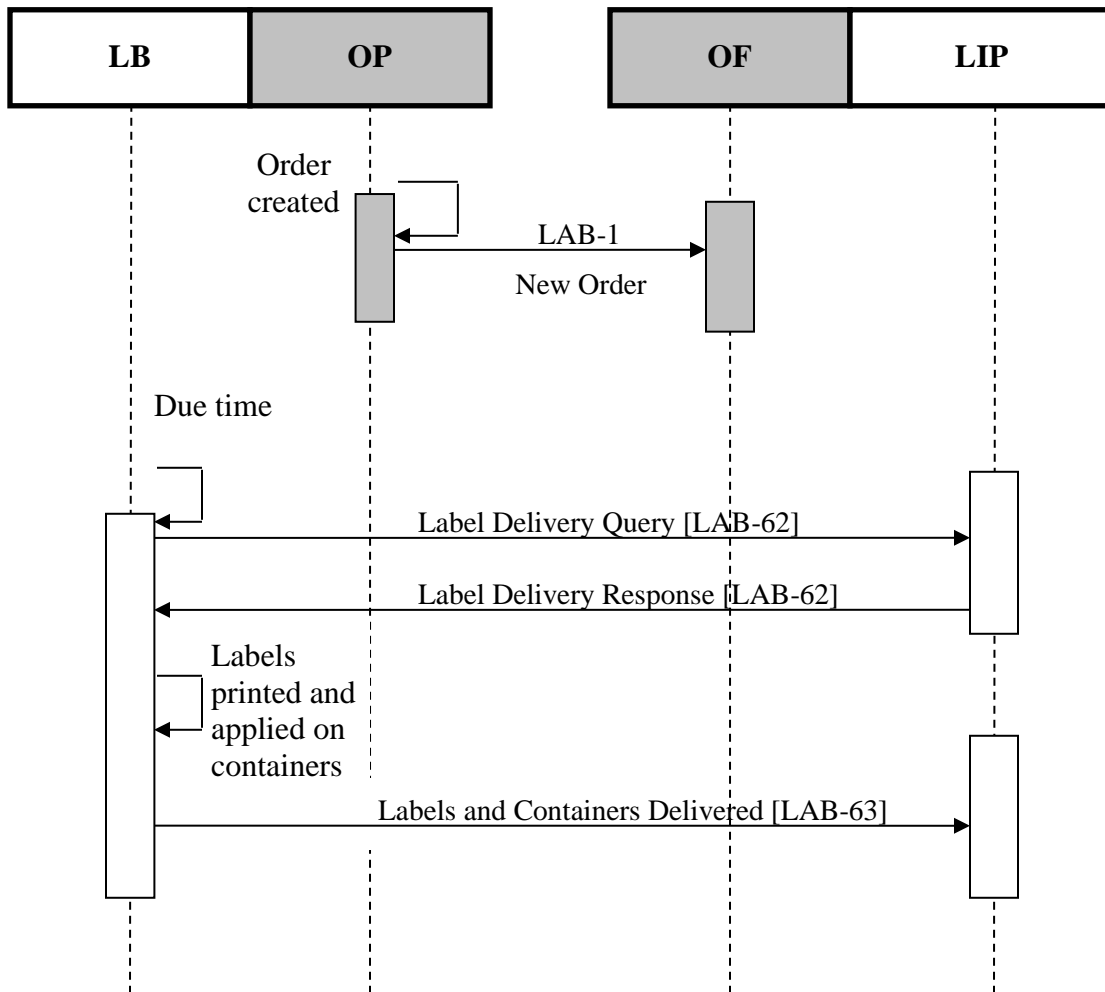 LB
OP
OF
LIP
Order
created
LAB-1
New Order
Due time
Label Delivery Query [LAB-62]
Label Delivery Response [LAB-62]
Labels
printed and
applied on
containers
Labels and Containers Delivered [LAB-63]